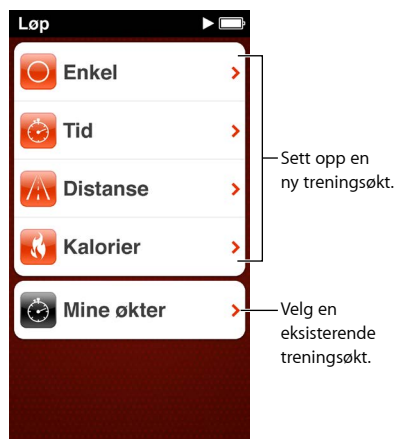 Løp
Enkel
Tid
Distanse
Kalorier
Mine økter
Sett opp en
ny treningsøkt.
Velg en
eksisterende
treningsøkt.